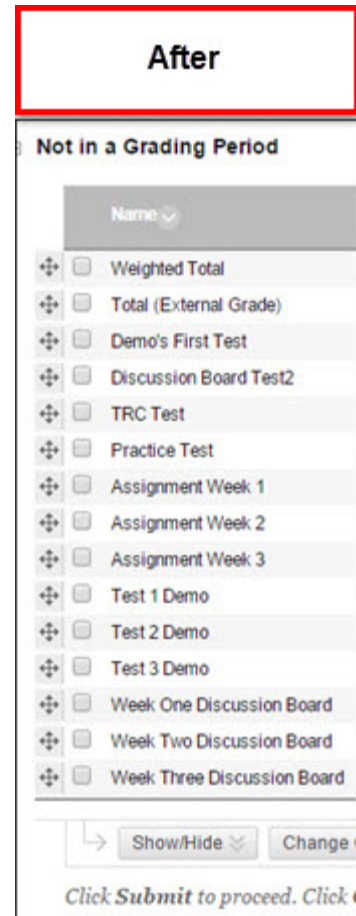 After
Not in a Grading Period
Name
Weighted Total
Total (External Grade)
Demo's First Test
Discussion Board Test2
TRC Test
Practice Test
Assignment Week 1
Assignment Week 2
Assignment Week 3
Test 1 Demo
Test 2 Demo
Test 3 Demo
Week One Discussion Board
Week Two Discussion Board
Week Three Discussion Board
Show/Hide Change
Click Submit to proceed. Click